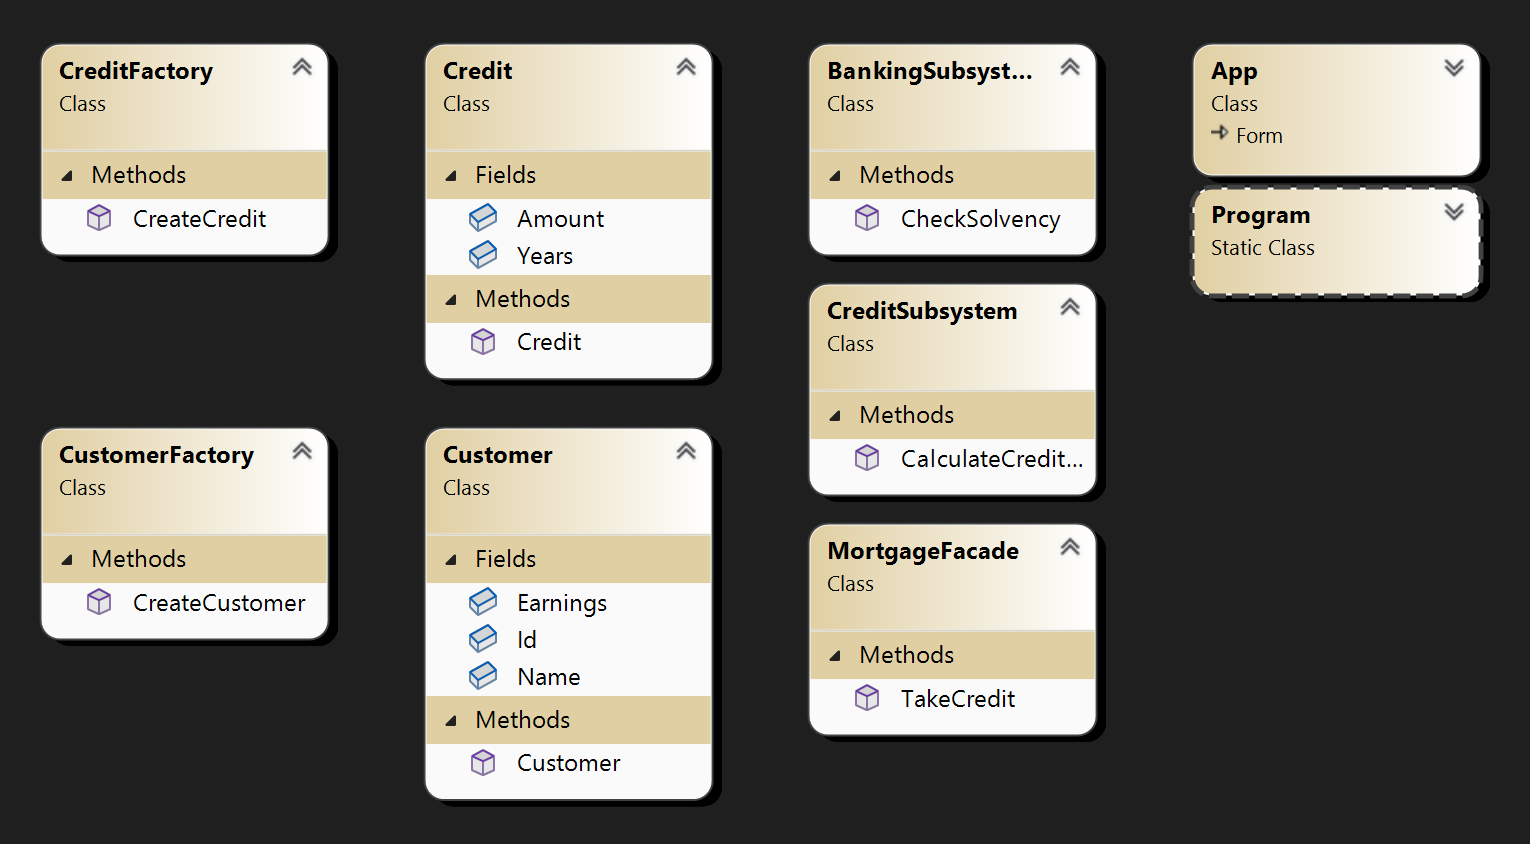 CreditFactory
Class
Methods
CreateCredit
Credit
Class
Fields
Amount
Years
Methods
Credit
BankingSubsyst...
Class
Methods
CheckSolvency
App
Class
Form
Program
Static Class
CreditSubsystem
Class
Methods
CalculateCredit...
CustomerFactory
Class
Methods
CreateCustomer
Customer
Class
Fields
Earnings
Id
Name
Methods
Customer
MortgageFacade
Class
Methods
TakeCredit